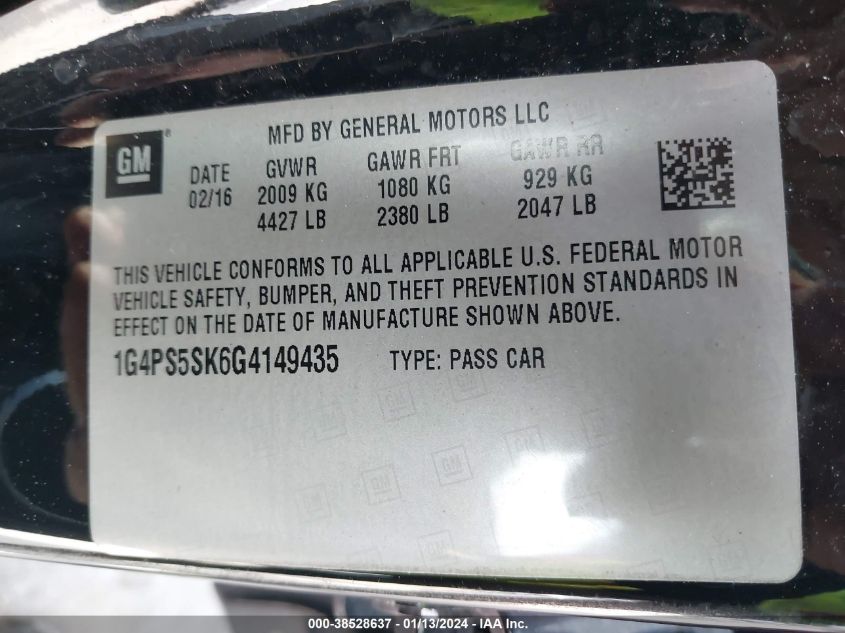 MFD BY GENERAL MOTORS LLC
GM ®
DATE GVWR GAWR FRT GAWR RR
02/16 2009 KG 1080 KG 929 KG
4427 LB 2380 LB 2047 LB
THIS VEHICLE CONFORMS TO ALL APPLICABLE U.S. FEDERAL MOTOR
VEHICLE SAFETY, BUMPER, AND THEFT PREVENTION STANDARDS IN
EFFECT ON THE DATE OF MANUFACTURE SHOWN ABOVE.
1G4PS5SK6G4149435 TYPE: PASS CAR
000-38528637 - 01/13/2024 - IAA Inc.